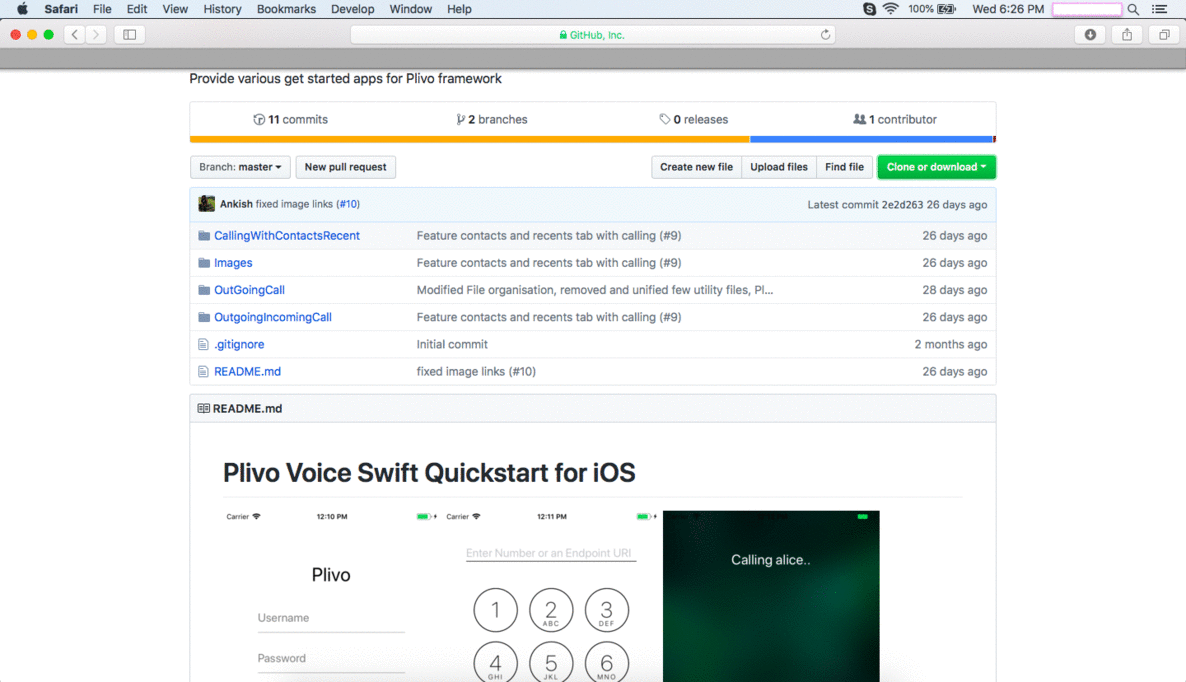 Safari File Edit View History Bookmarks Develop Window Help 100% Wed 6:26 PM
GitHub, Inc.
Provide various get started apps for Plivo framework
11 commits 2 branches 0 releases 1 contributor
Branch: master New pull request Create new file Upload files Find file Clone or download
Ankish fixed image links (#10) Latest commit 2e2d263 26 days ago
CallingWithContactsRecent Feature contacts and recents tab with calling (#9) 26 days ago
Images Feature contacts and recents tab with calling (#9) 26 days ago
OutGoingCall Modified File organisation, removed and unified few utility files, Pl... 28 days ago
OutgoingIncomingCall Feature contacts and recents tab with calling (#9) 26 days ago
.gitignore Initial commit 2 months ago
README.md fixed image links (#10) 26 days ago
README.md
Plivo Voice Swift Quickstart for iOS
Carrier 12:10 PM Carrier 12:11 PM
Enter Number or an Endpoint URI
Calling alice..
Plivo
1 2 3
ABC DEF
Username
Password
4 5 6
GHI JKL MNO